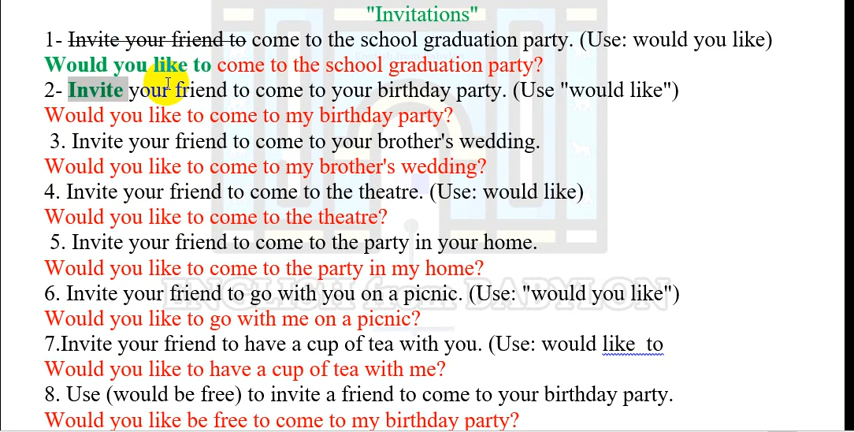 "Invitations"
1- Invite your friend to come to the school graduation party. (Use: would you like)
Would you like to come to the school graduation party?
2- Invite your friend to come to your birthday party. (Use "would like")
Would you like to come to my birthday party?
3. Invite your friend to come to your brother's wedding.
Would you like to come to my brother's wedding?
4. Invite your friend to come to the theatre. (Use: would like)
Would you like to come to the theatre?
5. Invite your friend to come to the party in your home.
Would you like to come to the party in my home?
ENGLISH from BABYLON
6. Invite your friend to go with you on a picnic. (Use: "would you like")
Would you like to go with me on a picnic?
7.Invite your friend to have a cup of tea with you. (Use: would like to
Would you like to have a cup of tea with me?
8. Use (would be free) to invite a friend to come to your birthday party.
Would you like be free to come to my birthday party?